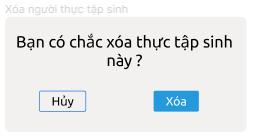 Xóa người thực tập sinh
Bạn có chắc xóa thực tập sinh
này ?
Hủy
Xóa